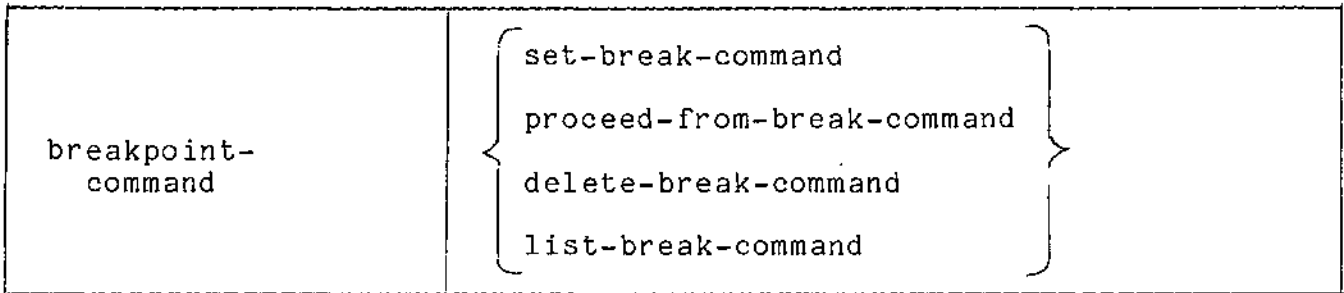 breakpoint-
command
set-break-command
proceed-from-break-command
delete-break-command
list-break-command